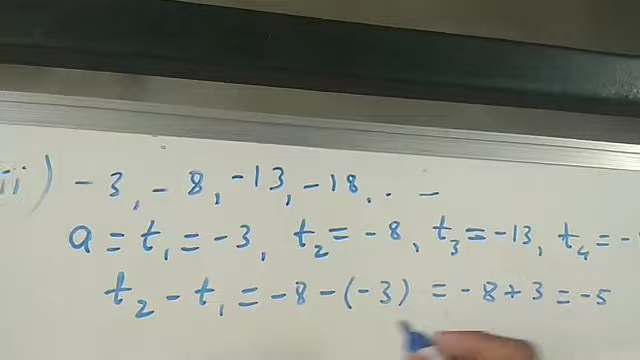 ii) -3, -8, -13, -18, . . –
a = t₁ = -3, t₂ = -8, t₃ = -13, t₄ = -
t₂ - t₁ = -8 - (-3) = -8 + 3 = -5